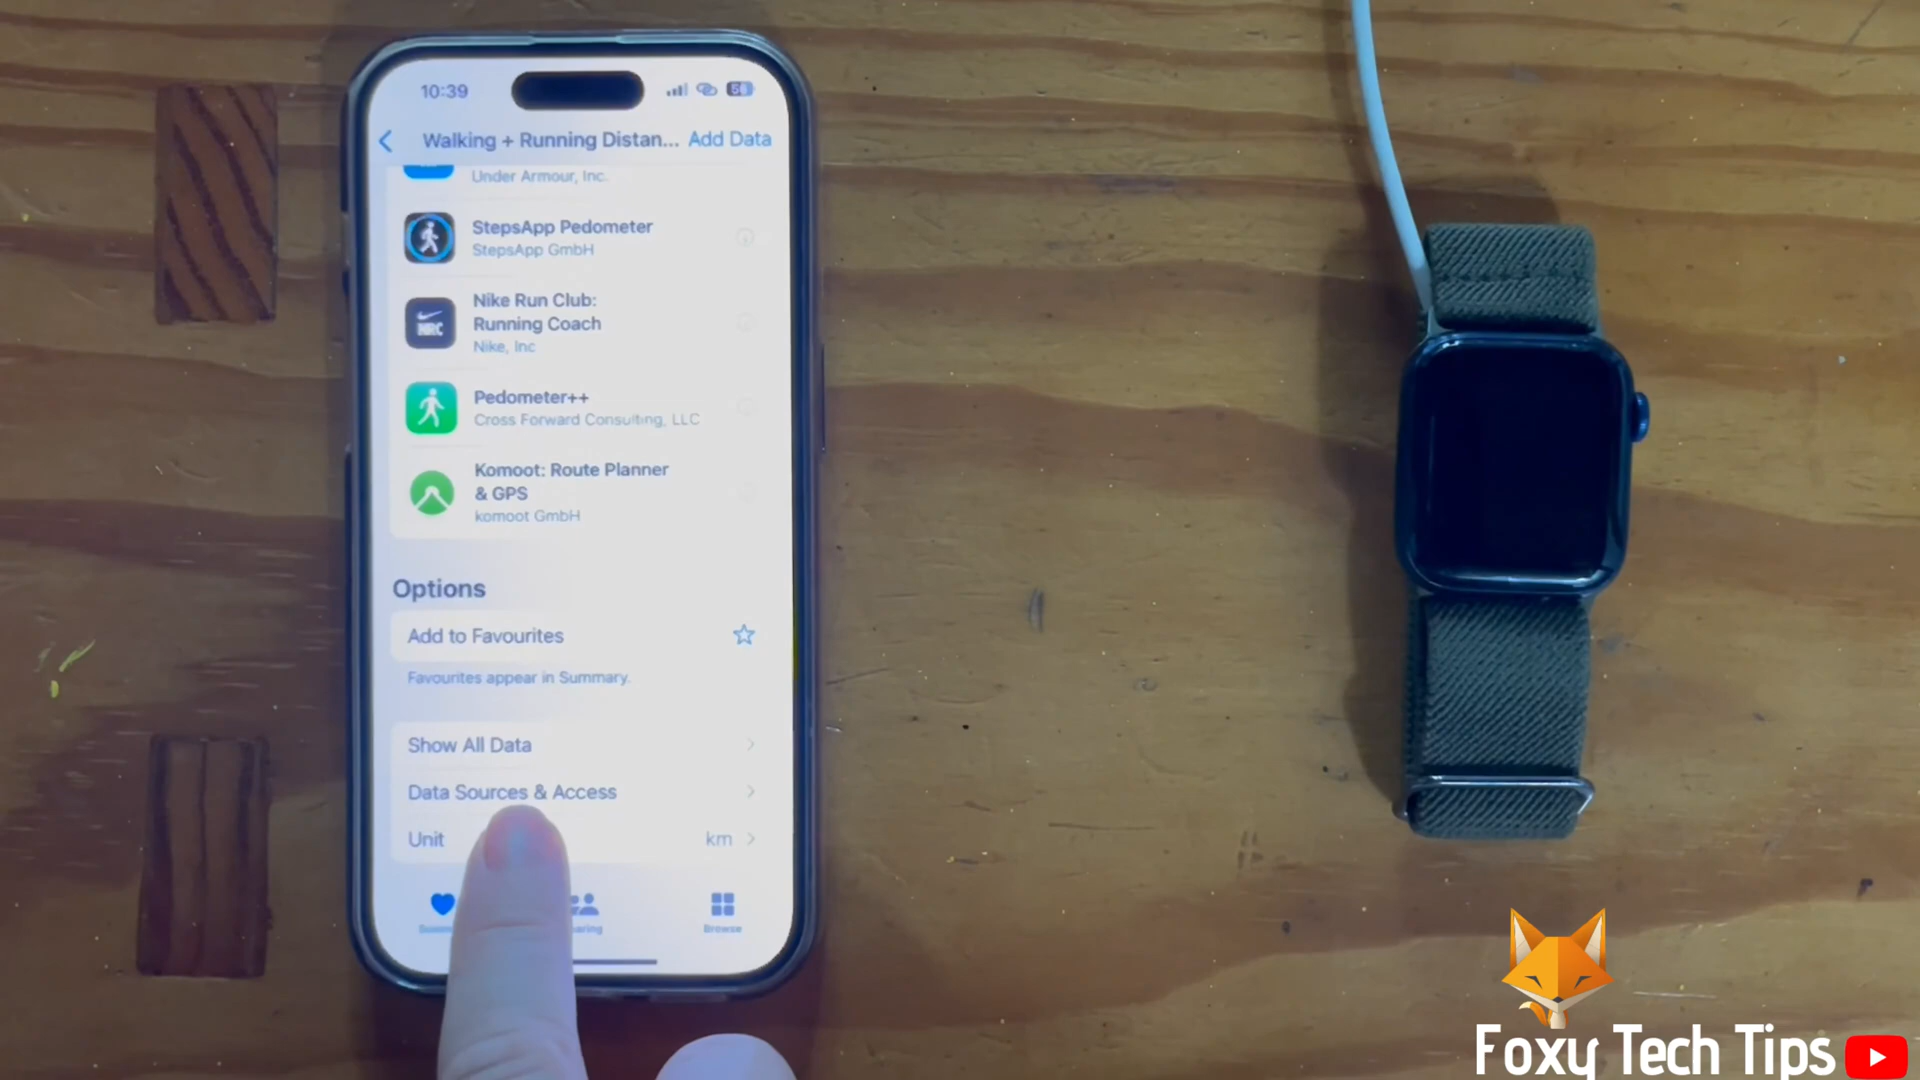 10:39
Walking + Running Distan... Add Data
Under Armour, Inc.
StepsApp Pedometer
StepsApp GmbH
Nike Run Club:
Running Coach
Nike, Inc
NRC
Pedometer++
Cross Forward Consulting, LLC
Komoot: Route Planner
& GPS
komoot GmbH
Options
Add to Favourites
Favourites appear in Summary.
Show All Data
Data Sources & Access
Unit km
Browse
Foxy Tech Tips